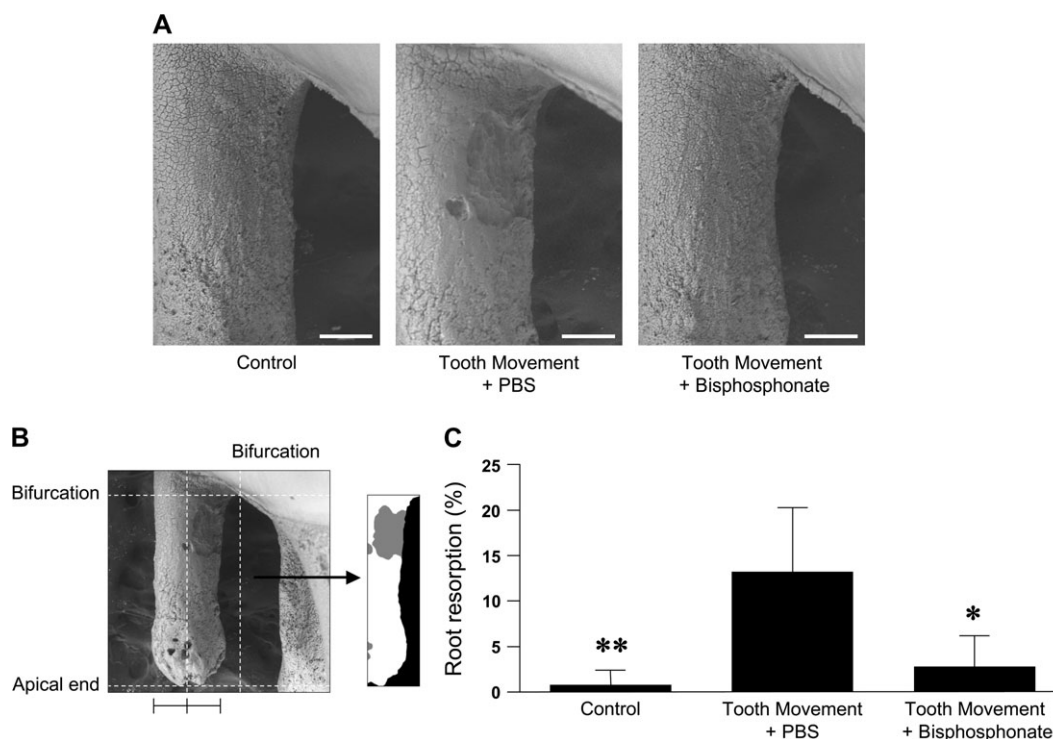 A
Control
Tooth Movement
+ PBS
Tooth Movement
+ Bisphosphonate
B
Bifurcation
Bifurcation
Apical end
C
Root resorption (%)
25
20
15
10
5
0
**
*
Control
Tooth Movement
+ PBS
Tooth Movement
+ Bisphosphonate